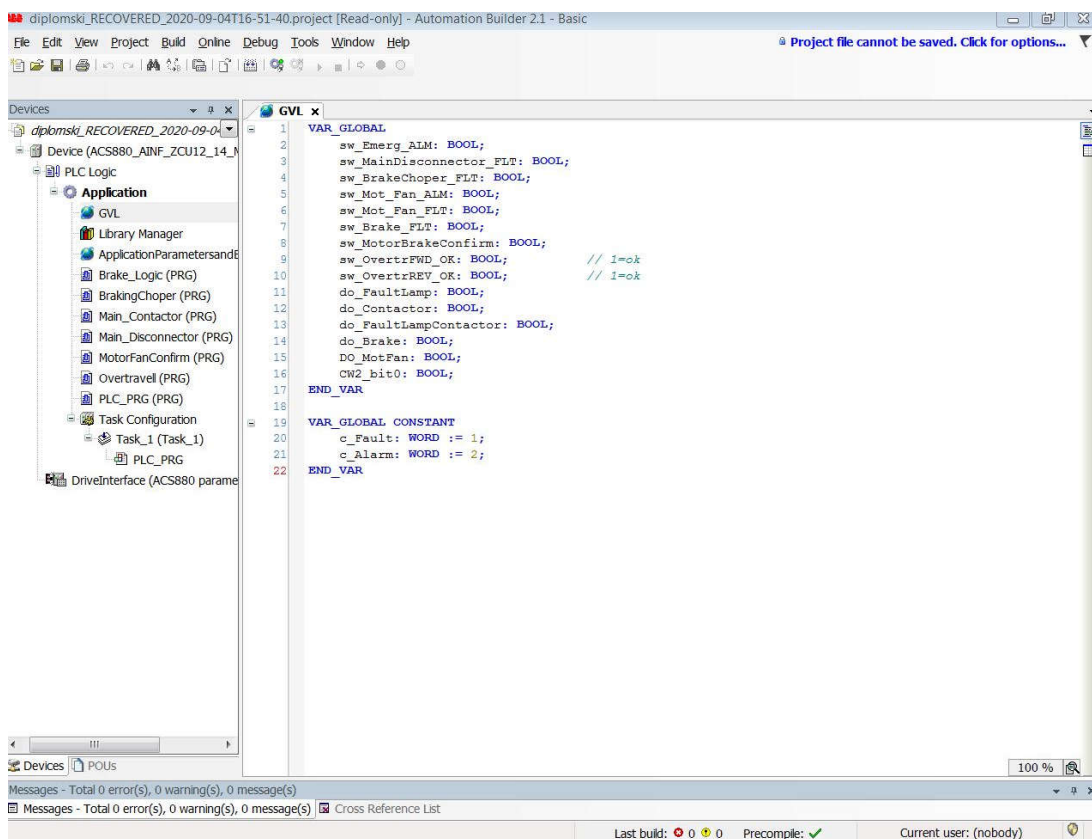 diplomski_RECOVERED_2020-09-04T16-51-40.project [Read-only] - Automation Builder 2.1 - Basic
File Edit View Project Build Online Debug Tools Window Help
Project file cannot be saved. Click for options...
Devices
GVL
diplomski_RECOVERED_2020-09-0
Device (ACS880_AINF_ZCU12_14_M
PLC Logic
Application
GVL
Library Manager
ApplicationParametersandE
Brake_Logic (PRG)
BrakingChoper (PRG)
Main_Contactor (PRG)
Main_Disconnector (PRG)
MotorFanConfirm (PRG)
Overtravell (PRG)
PLC_PRG (PRG)
Task Configuration
Task_1 (Task_1)
PLC_PRG
DriveInterface (ACS880 parame
1 VAR_GLOBAL
2 sw_Emerg_ALM: BOOL;
3 sw_MainDisconnector_FLT: BOOL;
4 sw_BrakeChoper_FLT: BOOL;
5 sw_Mot_Fan_ALM: BOOL;
6 sw_Mot_Fan_FLT: BOOL;
7 sw_Brake_FLT: BOOL;
8 sw_MotorBrakeConfirm: BOOL;
9 sw_OvertrFWD_OK: BOOL; // 1=ok
10 sw_OvertrREV_OK: BOOL; // 1=ok
11 do_FaultLamp: BOOL;
12 do_Contactor: BOOL;
13 do_FaultLampContactor: BOOL;
14 do_Brake: BOOL;
15 DO_MotFan: BOOL;
16 CW2_bit0: BOOL;
17 END_VAR
18
19 VAR_GLOBAL CONSTANT
20 c_Fault: WORD := 1;
21 c_Alarm: WORD := 2;
22 END_VAR
Devices POUs
100 %
Messages - Total 0 error(s), 0 warning(s), 0 message(s)
Messages - Total 0 error(s), 0 warning(s), 0 message(s) Cross Reference List
Last build: 0 0 Precompile: Current user: (nobody)